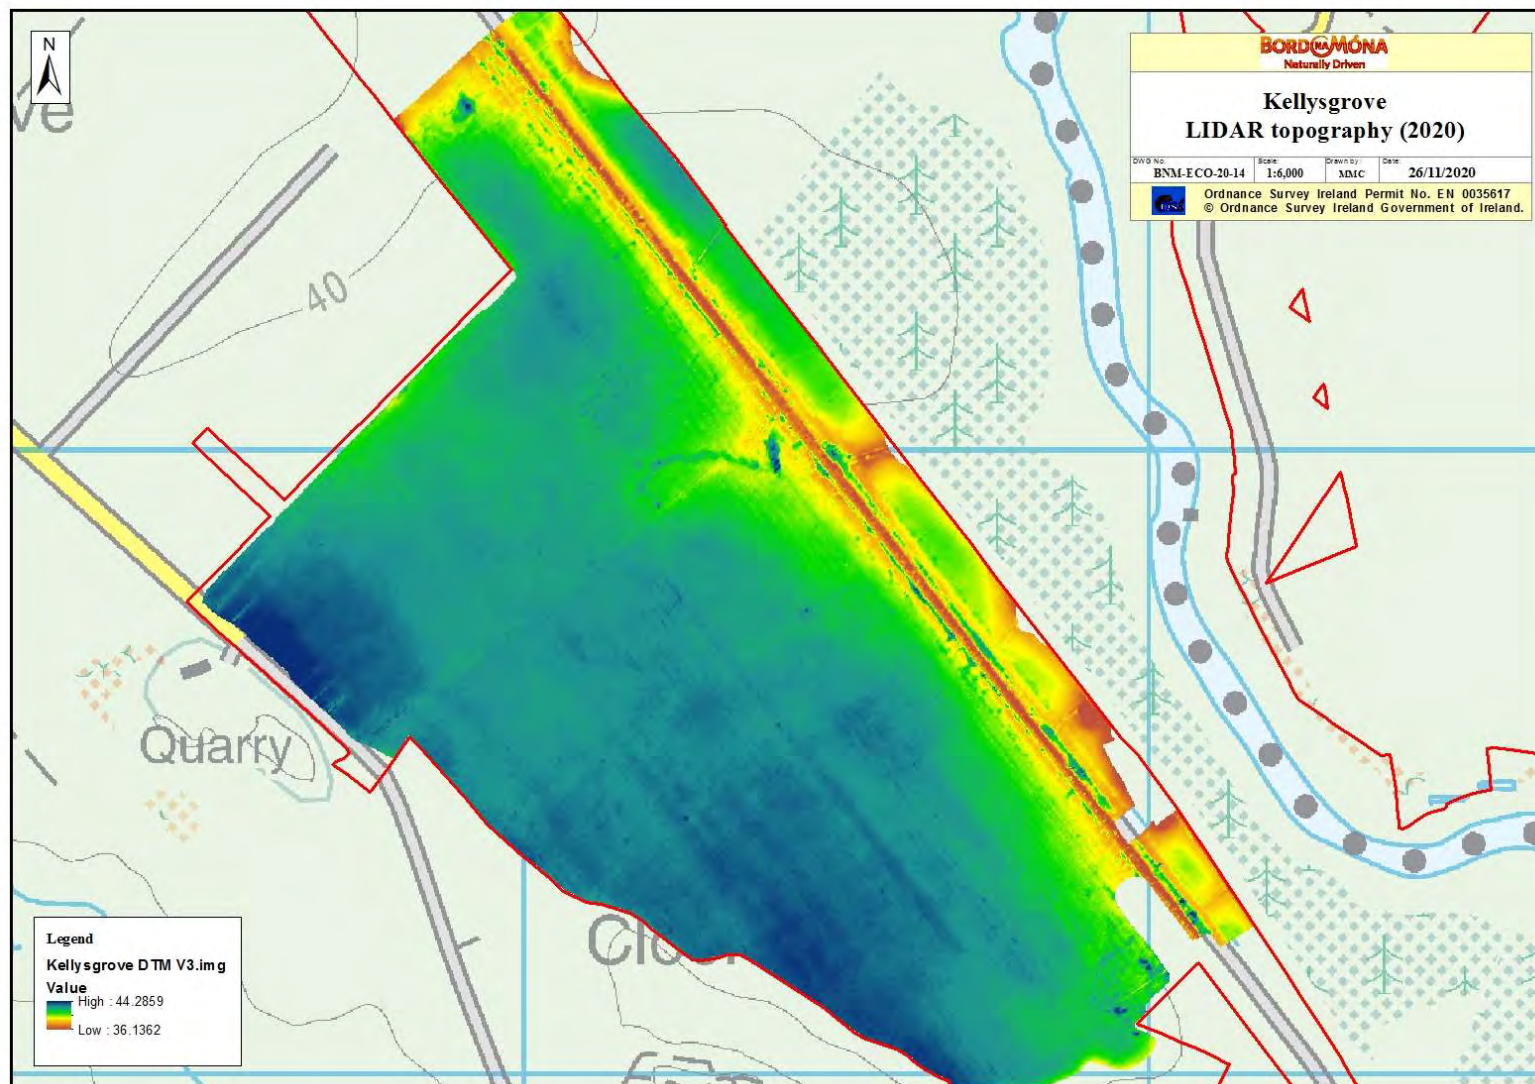 N
BORD NA MÓNA
Naturally Driven
Kellysgrove
LIDAR topography (2020)
DWG No. Scale: Drawn by: Date:
BNM-ECO-20-14 1:6,000 MMC 26/11/2020
Ordnance Survey Ireland Permit No. EN 0035617
© Ordnance Survey Ireland Government of Ireland.
40
Quarry
Legend
Kellysgrove DTM V3.img
Value
High : 44.2859
Low : 36.1362